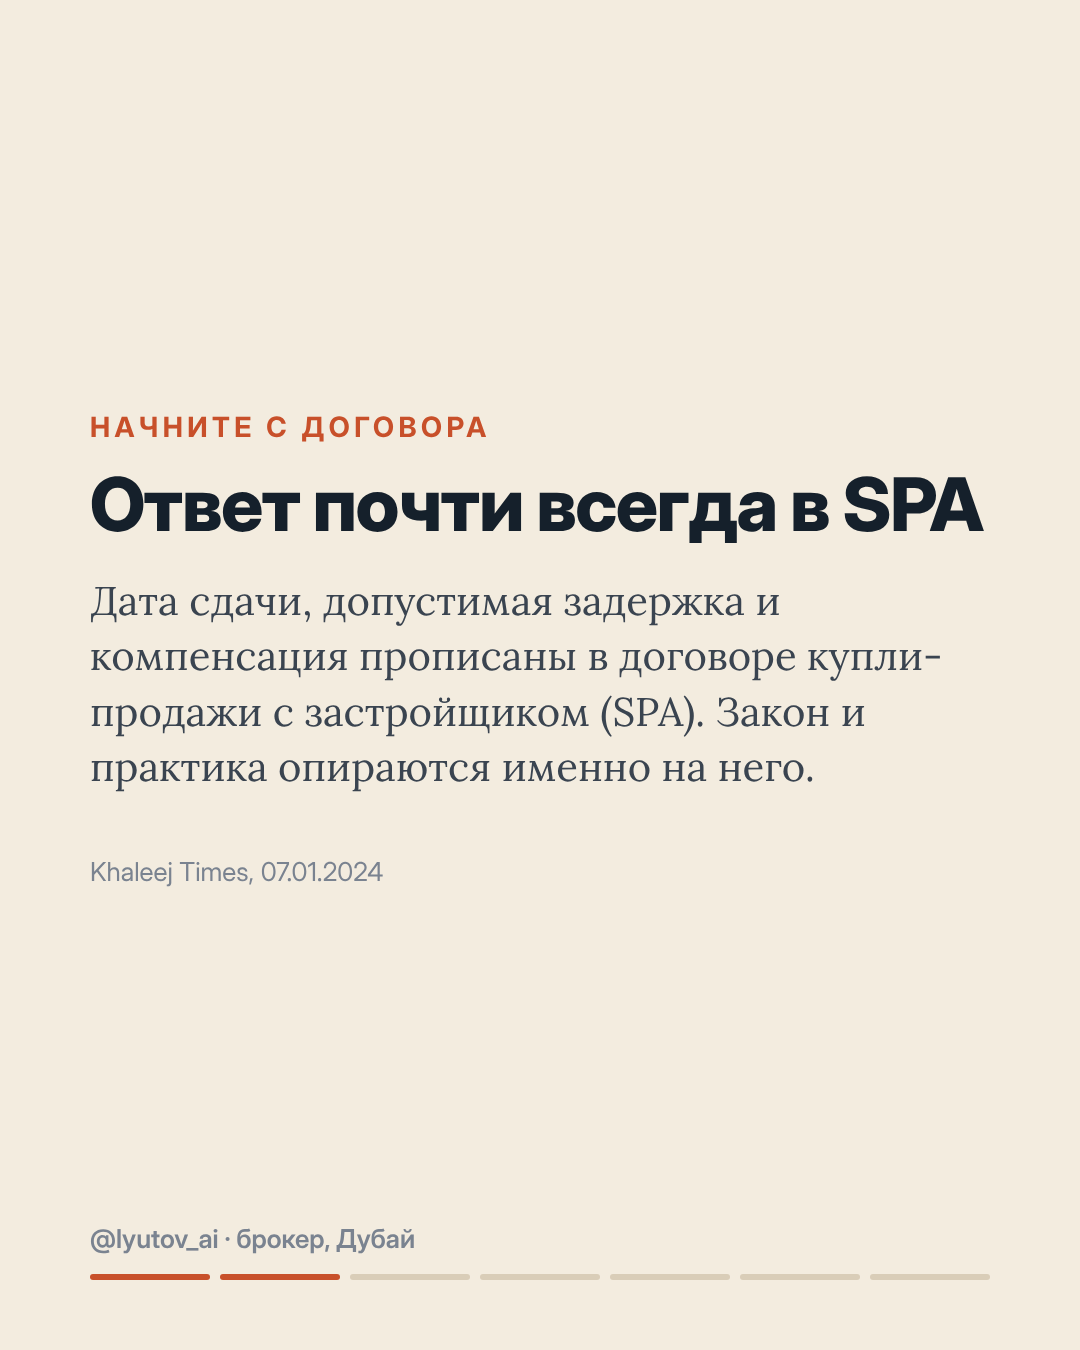 НАЧНИТЕ С ДОГОВОРА
Ответ почти всегда в SPA
Дата сдачи, допустимая задержка и
компенсация прописаны в договоре купли-
продажи с застройщиком (SPA). Закон и
практика опираются именно на него.
Khaleej Times, 07.01.2024
@lyutov_ai · брокер, Дубай